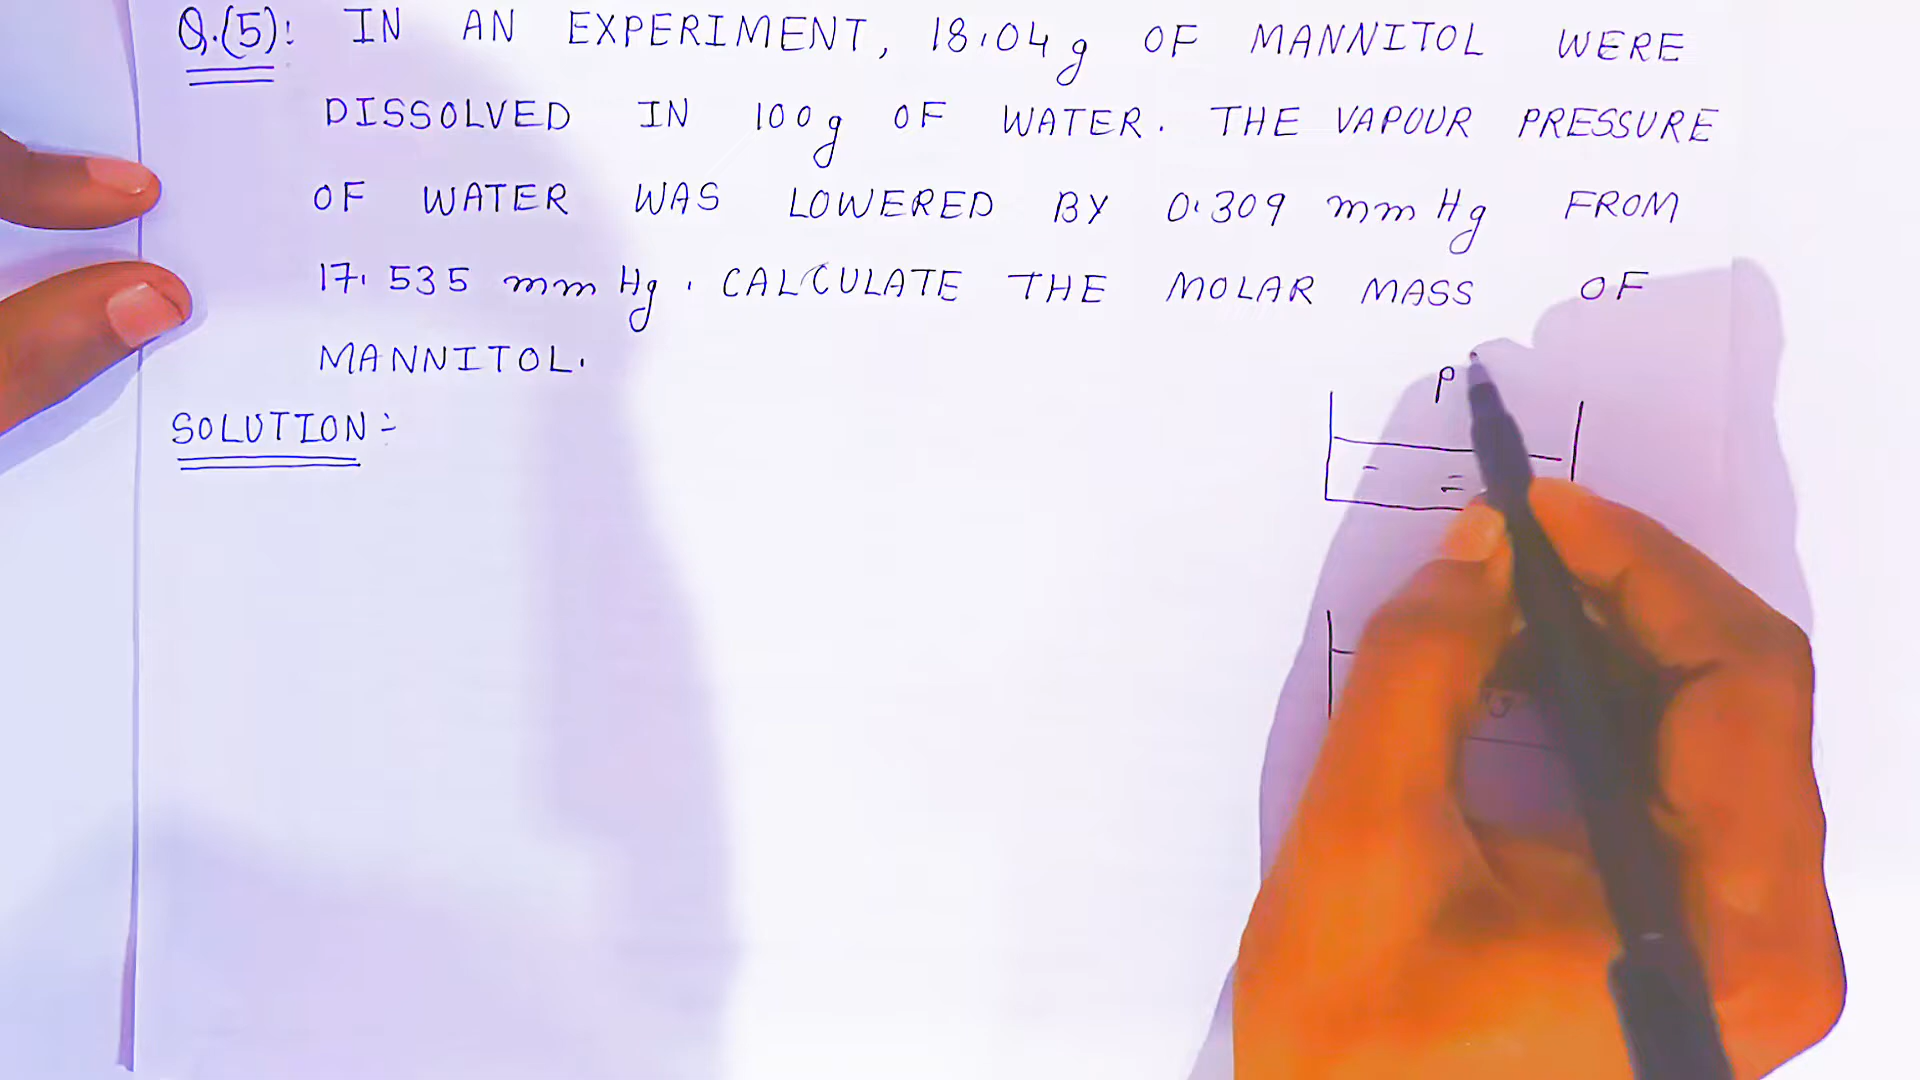 Q.(5): IN AN EXPERIMENT, 18.04 g OF MANNITOL WERE
DISSOLVED IN 100g OF WATER. THE VAPOUR PRESSURE
OF WATER WAS LOWERED BY 0.309 mm Hg FROM
17.535 mm Hg. CALCULATE THE MOLAR MASS OF
MANNITOL.
SOLUTION:-
P